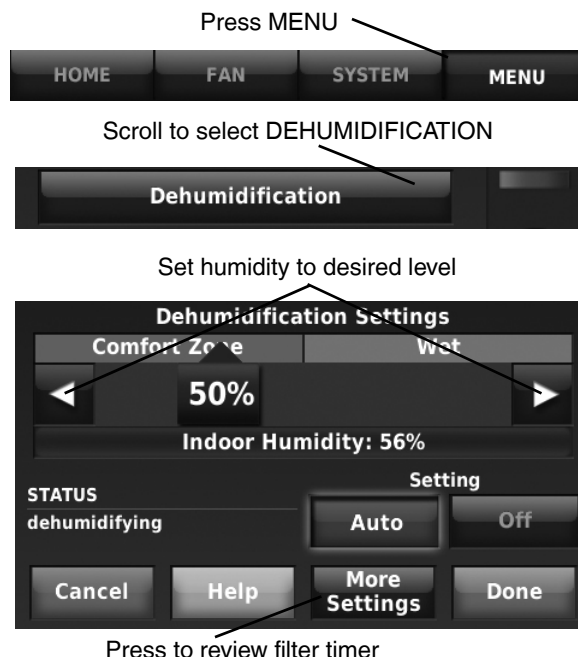 Press MENU
HOME FAN SYSTEM MENU
Scroll to select DEHUMIDIFICATION
Dehumidification
Set humidity to desired level
Dehumidification Settings
Comfort Zone Wet
50%
Indoor Humidity: 56%
Setting
STATUS
dehumidifying
Auto Off
Cancel Help More Settings Done
Press to review filter timer